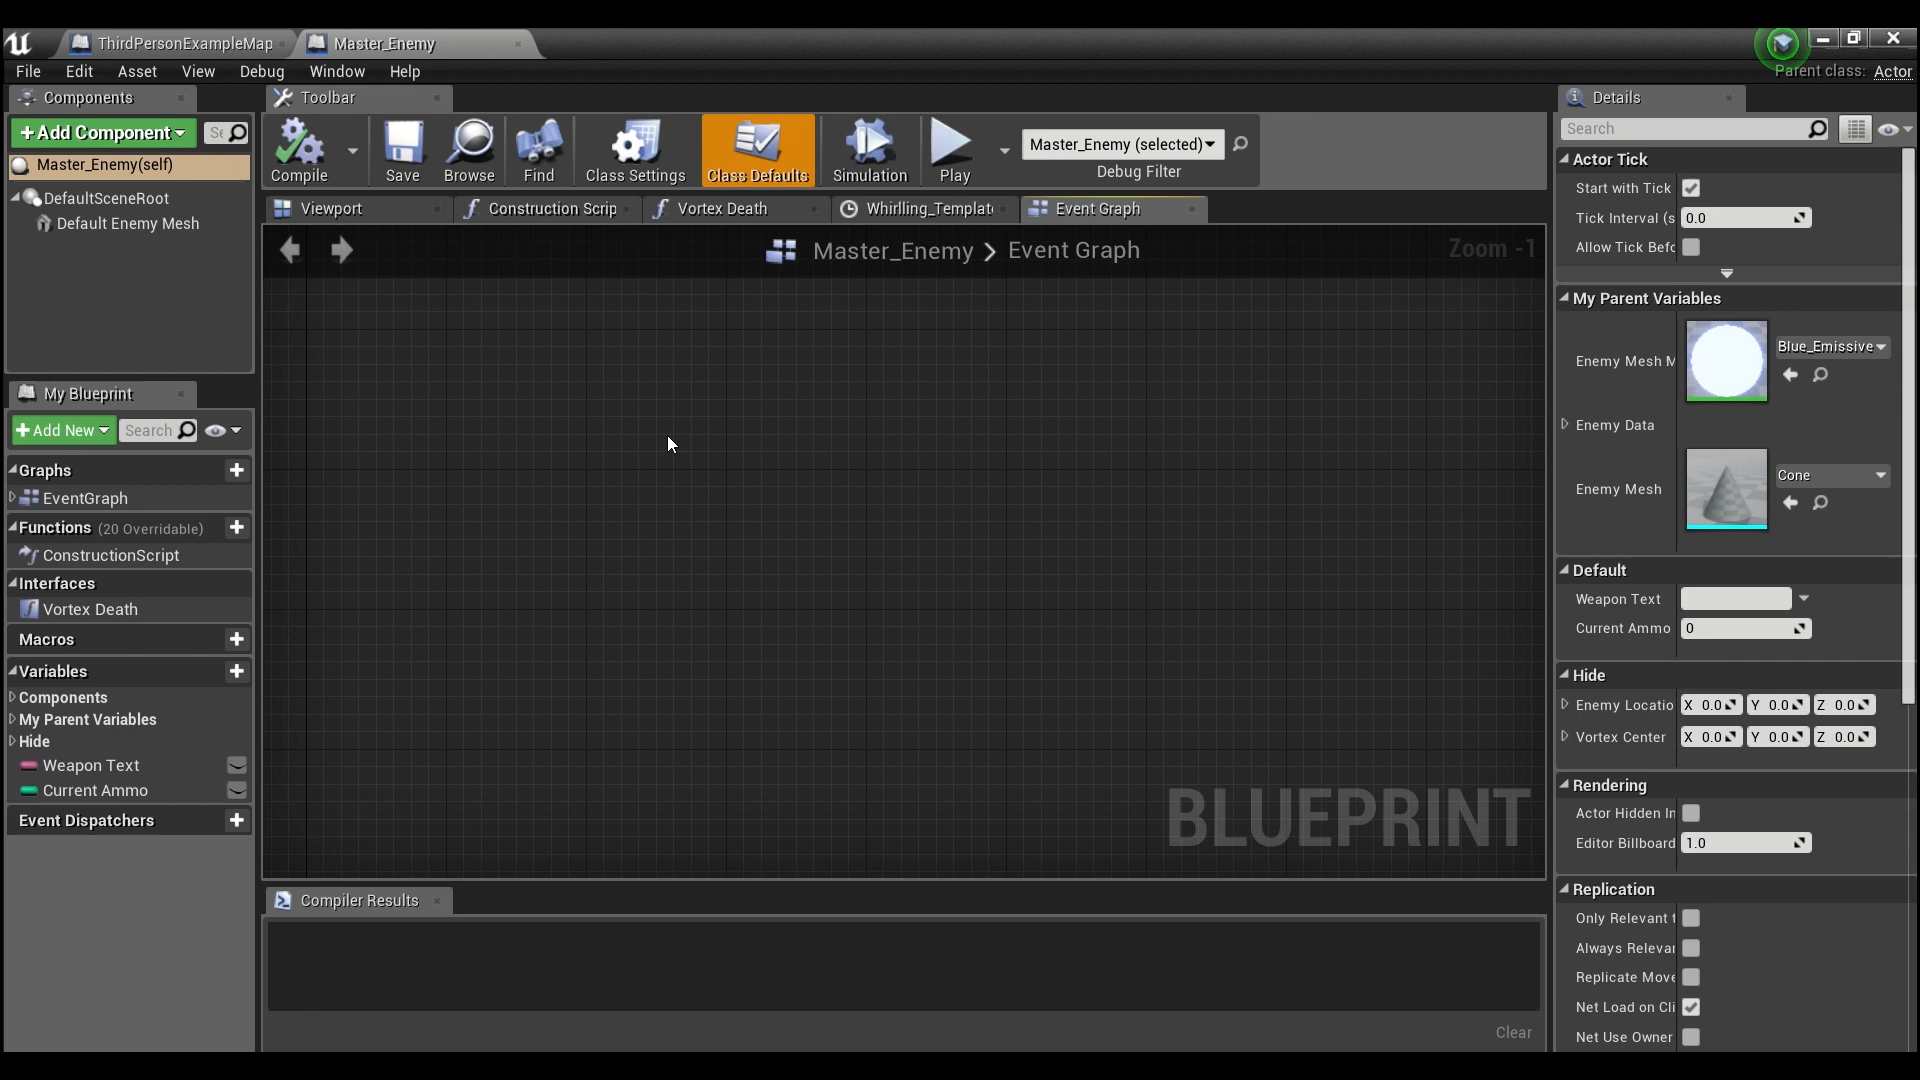 ThirdPersonExampleMap
Master_Enemy
File Edit Asset View Debug Window Help
Parent class: Actor
Components
Add Component
Master_Enemy(self)
DefaultSceneRoot
Default Enemy Mesh
My Blueprint
Add New
Search
Graphs
EventGraph
Functions (20 Overridable)
ConstructionScript
Interfaces
Vortex Death
Macros
Variables
Components
My Parent Variables
Hide
Weapon Text
Current Ammo
Event Dispatchers
Toolbar
Compile
Save
Browse
Find
Class Settings
Class Defaults
Simulation
Play
Master_Enemy (selected)
Debug Filter
Viewport
Construction Scrip
Vortex Death
Whirlling_Templat
Event Graph
Master_Enemy > Event Graph
Zoom -1
BLUEPRINT
Compiler Results
Clear
Details
Search
Actor Tick
Start with Tick
Tick Interval (s 0.0
Allow Tick Befo
My Parent Variables
Enemy Mesh M Blue_Emissive
Enemy Data
Enemy Mesh Cone
Default
Weapon Text
Current Ammo 0
Hide
Enemy Locatio X 0.0 Y 0.0 Z 0.0
Vortex Center X 0.0 Y 0.0 Z 0.0
Rendering
Actor Hidden In
Editor Billboard 1.0
Replication
Only Relevant t
Always Relevan
Replicate Move
Net Load on Cli
Net Use Owner